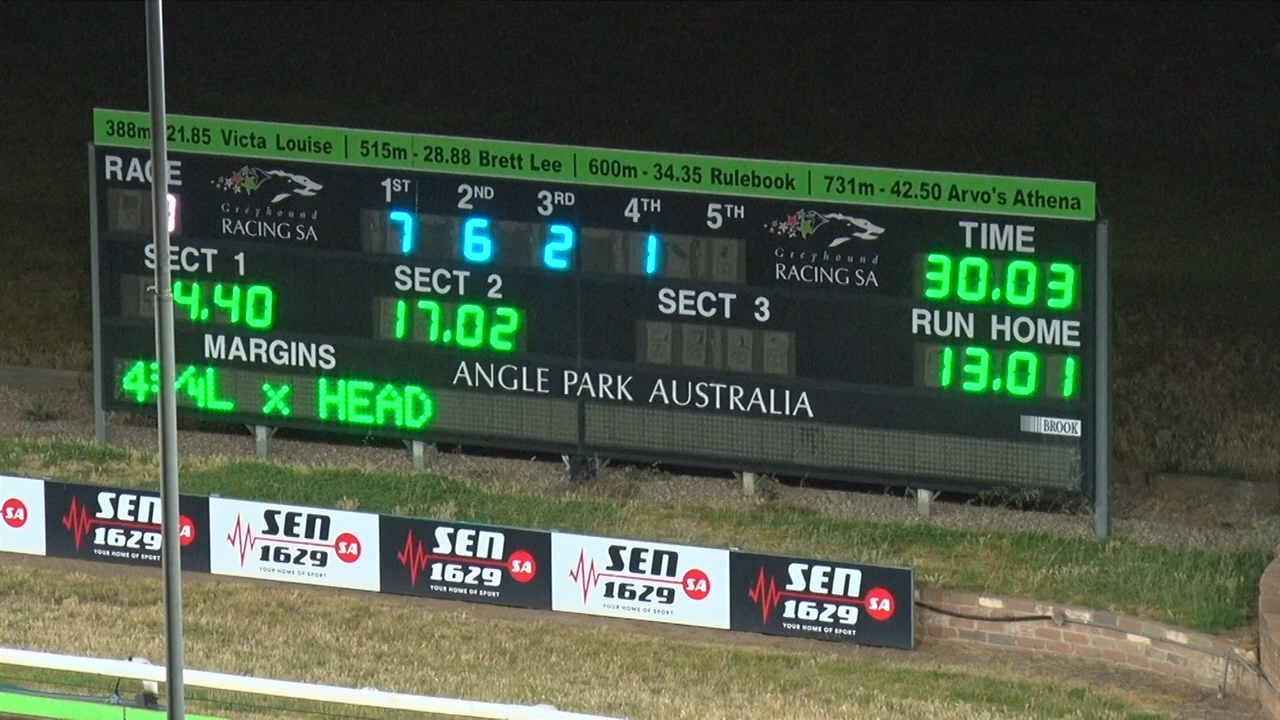 388m 21.85 Victa Louise | 515m - 28.88 Brett Lee | 600m - 34.35 Rulebook | 731m - 42.50 Arvo's Athena
RACE
Greyhound
RACING SA
1ST 2ND 3RD 4TH 5TH
7 6 2 1
Greyhound
RACING SA
TIME
30.03
SECT 1
4.40
SECT 2
17.02
SECT 3
RUN HOME
13.01
MARGINS
4¾L x HEAD
ANGLE PARK AUSTRALIA
BROOK
SA
SEN
1629 SA
YOUR HOME OF SPORT
SEN
1629 SA
YOUR HOME OF SPORT
SEN
1629 SA
YOUR HOME OF SPORT
SEN
1629 SA
YOUR HOME OF SPORT
SEN
1629 SA
YOUR HOME OF SPORT